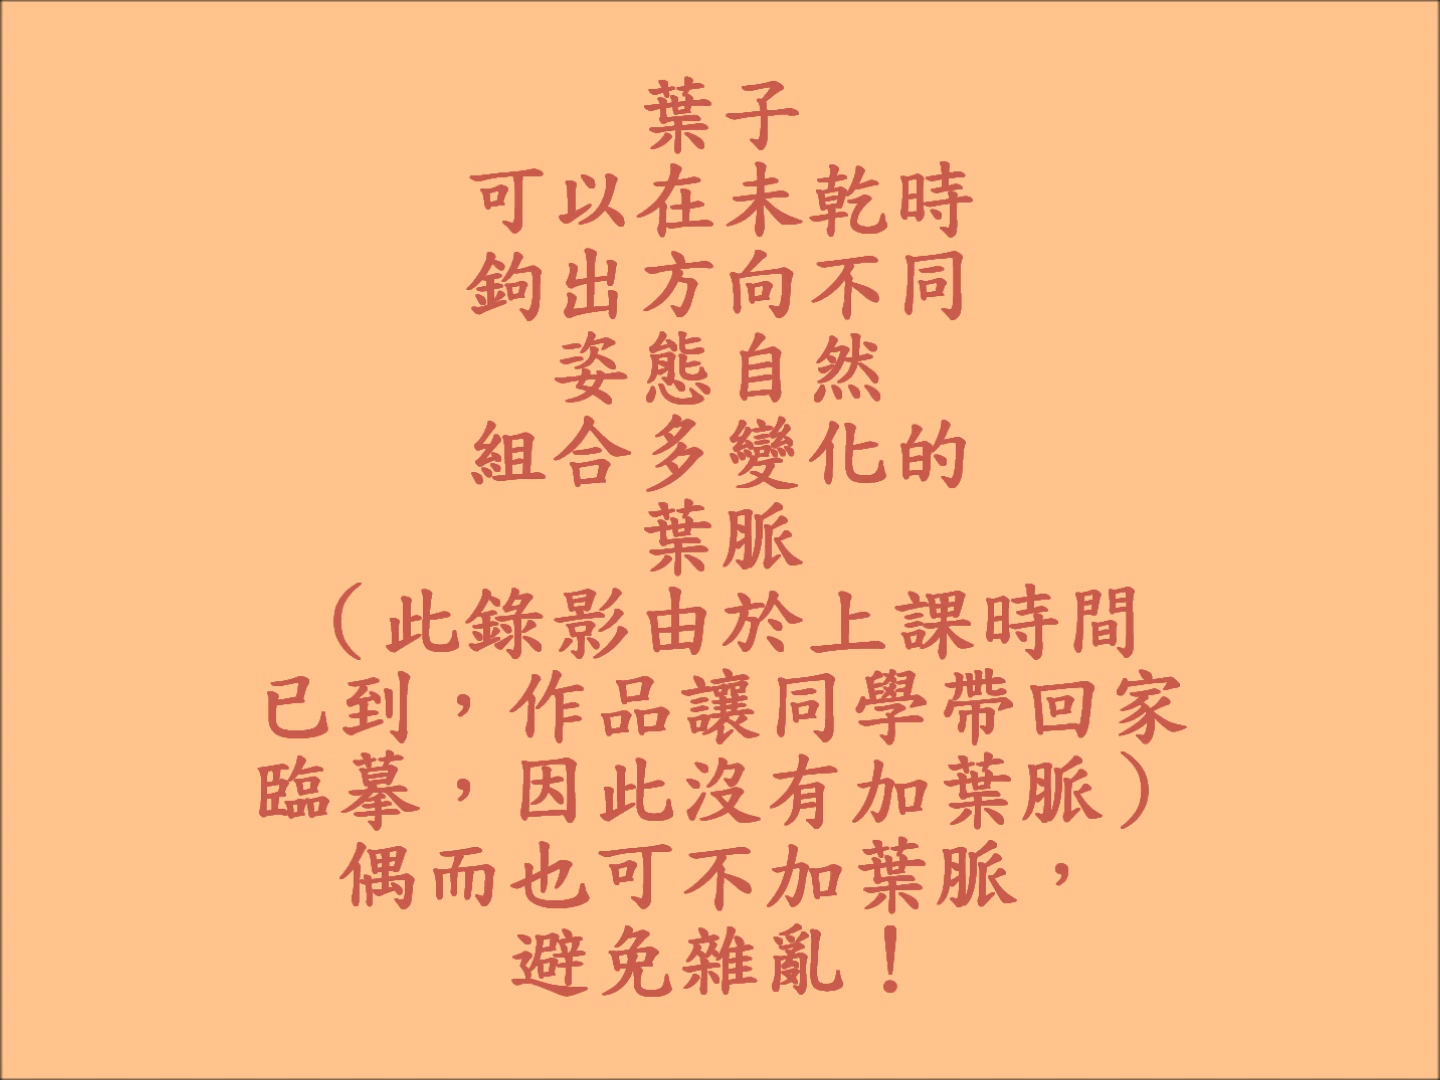 葉子
可以在未乾時
鉤出方向不同
姿態自然
組合多變化的
葉脈
（此錄影由於上課時間
已到，作品讓同學帶回家
臨摹，因此沒有加葉脈）
偶而也可不加葉脈，
避免雜亂！